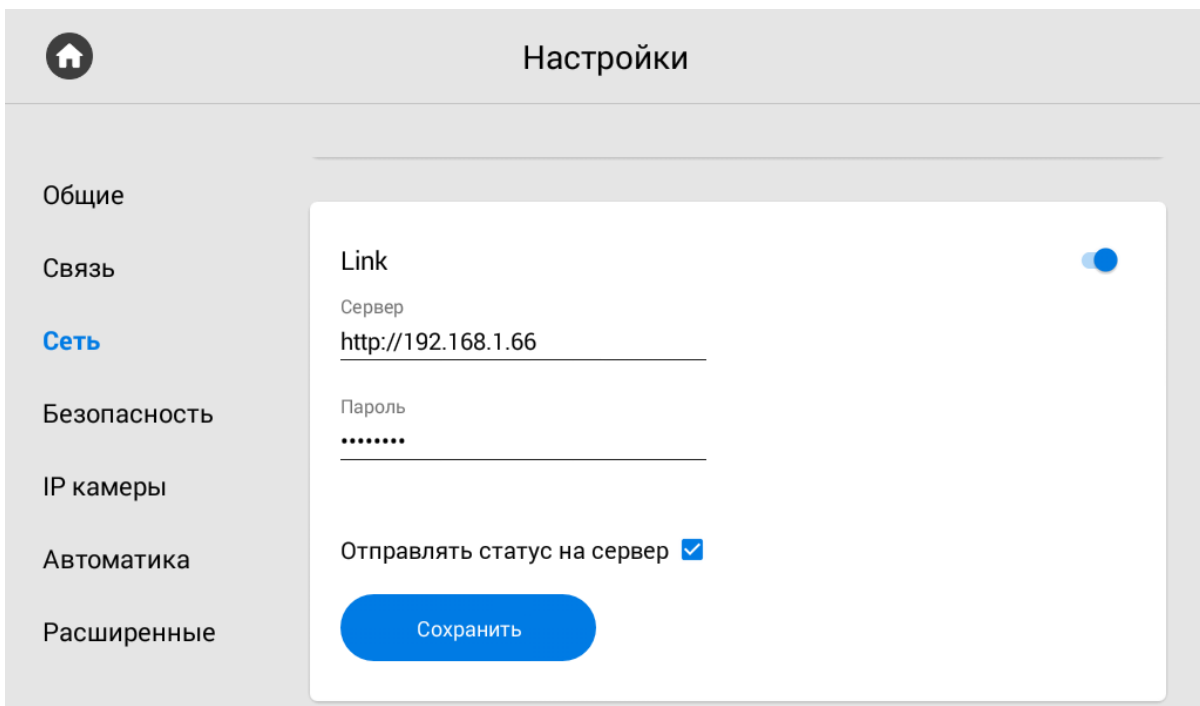 Настройки
Общие
Связь
Сеть
Безопасность
IP камеры
Автоматика
Расширенные
Link
Сервер
http://192.168.1.66
Пароль
••••••••
Отправлять статус на сервер
Сохранить